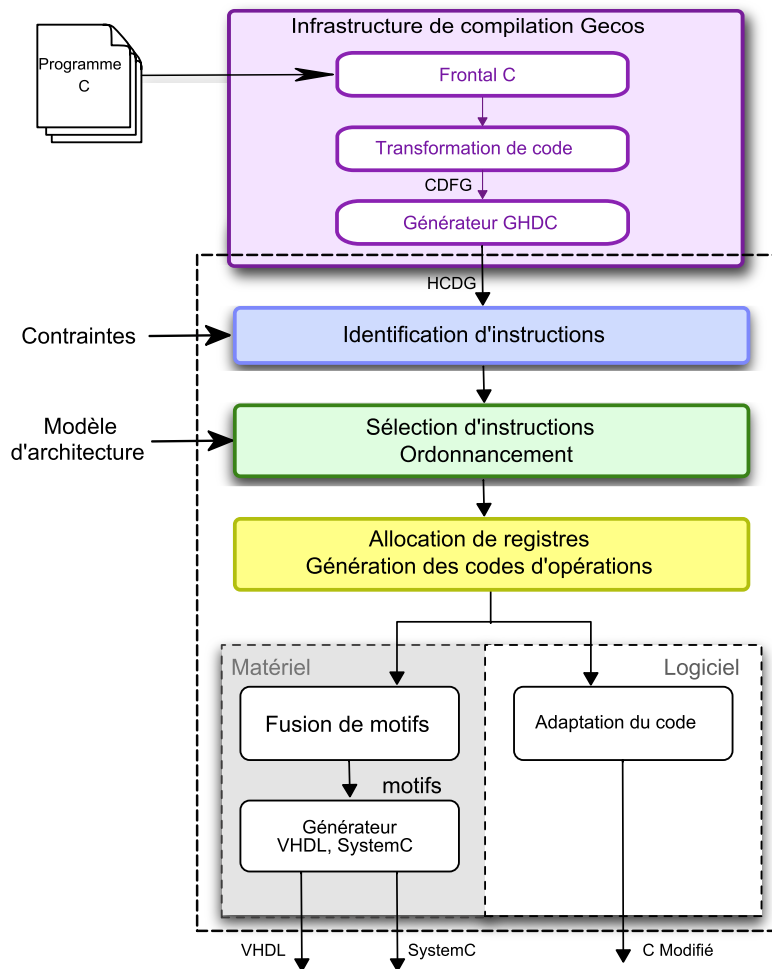 Infrastructure de compilation Gecos
Programme
C
Frontal C
Transformation de code
CDFG
Générateur GHDC
HCDG
Contraintes
Identification d'instructions
Modèle
d'architecture
Sélection d'instructions
Ordonnancement
Allocation de registres
Génération des codes d'opérations
Matériel
Logiciel
Fusion de motifs
Adaptation du code
motifs
Générateur
VHDL, SystemC
VHDL
SystemC
C Modifié